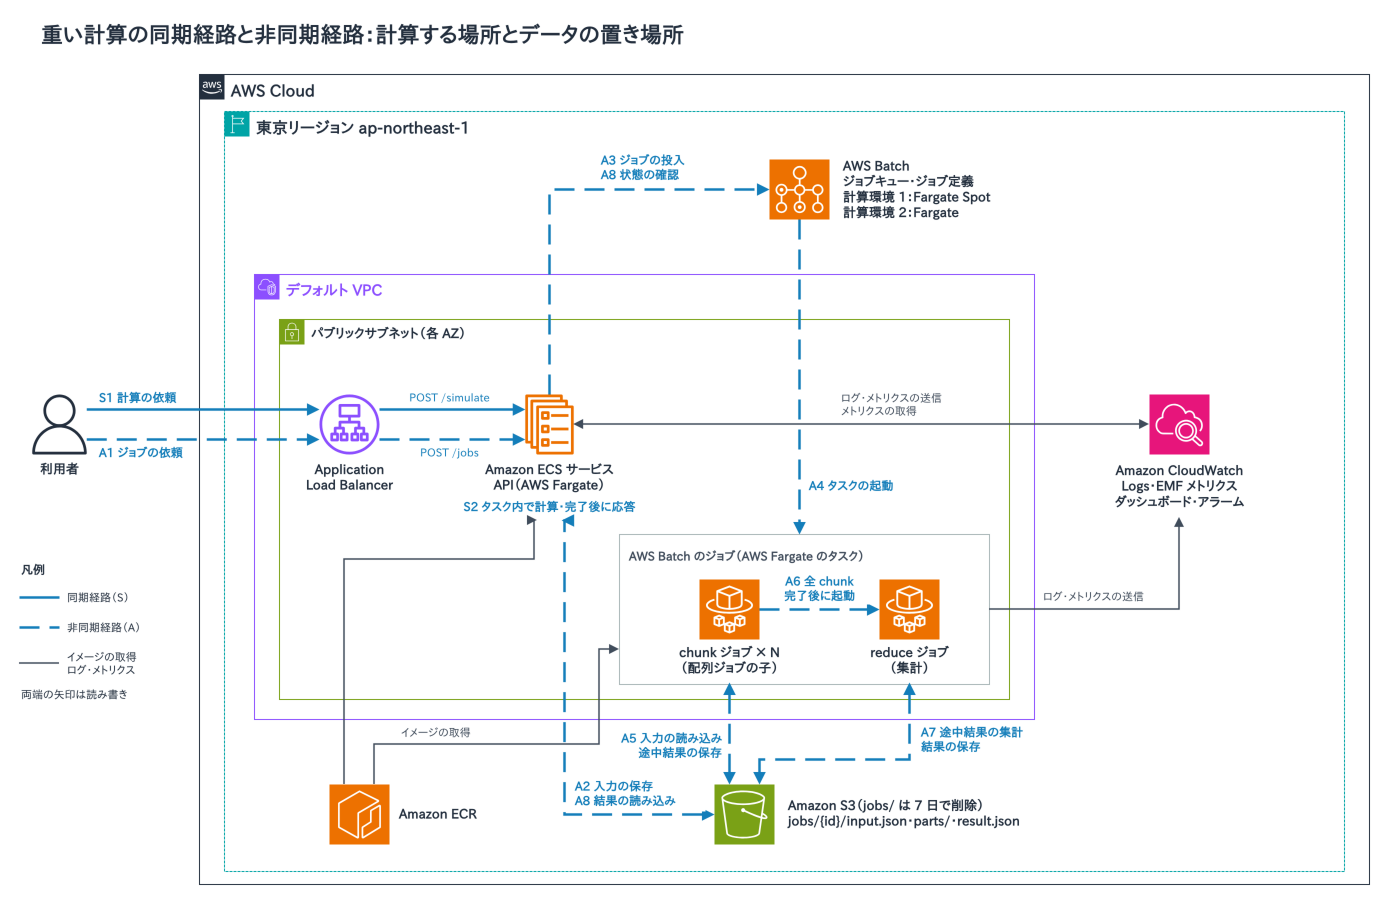 重い計算の同期経路と非同期経路：計算する場所とデータの置き場所
aws
AWS Cloud
東京リージョン ap-northeast-1
A3 ジョブの投入
A8 状態の確認
AWS Batch
ジョブキュー・ジョブ定義
計算環境 1：Fargate Spot
計算環境 2：Fargate
デフォルト VPC
パブリックサブネット（各 AZ）
S1 計算の依頼
POST /simulate
A1 ジョブの依頼
POST /jobs
利用者
Application
Load Balancer
Amazon ECS サービス
API（AWS Fargate）
S2 タスク内で計算・完了後に応答
ログ・メトリクスの送信
メトリクスの取得
Amazon CloudWatch
Logs・EMF メトリクス
ダッシュボード・アラーム
A4 タスクの起動
AWS Batch のジョブ（AWS Fargate のタスク）
A6 全 chunk
完了後に起動
chunk ジョブ × N
（配列ジョブの子）
reduce ジョブ
（集計）
ログ・メトリクスの送信
凡例
同期経路（S）
非同期経路（A）
イメージの取得
ログ・メトリクス
両端の矢印は読み書き
イメージの取得
A5 入力の読み込み
途中結果の保存
A7 途中結果の集計
結果の保存
A2 入力の保存
A8 結果の読み込み
Amazon ECR
Amazon S3（jobs/ は 7 日で削除）
jobs/{id}/input.json・parts/・result.json